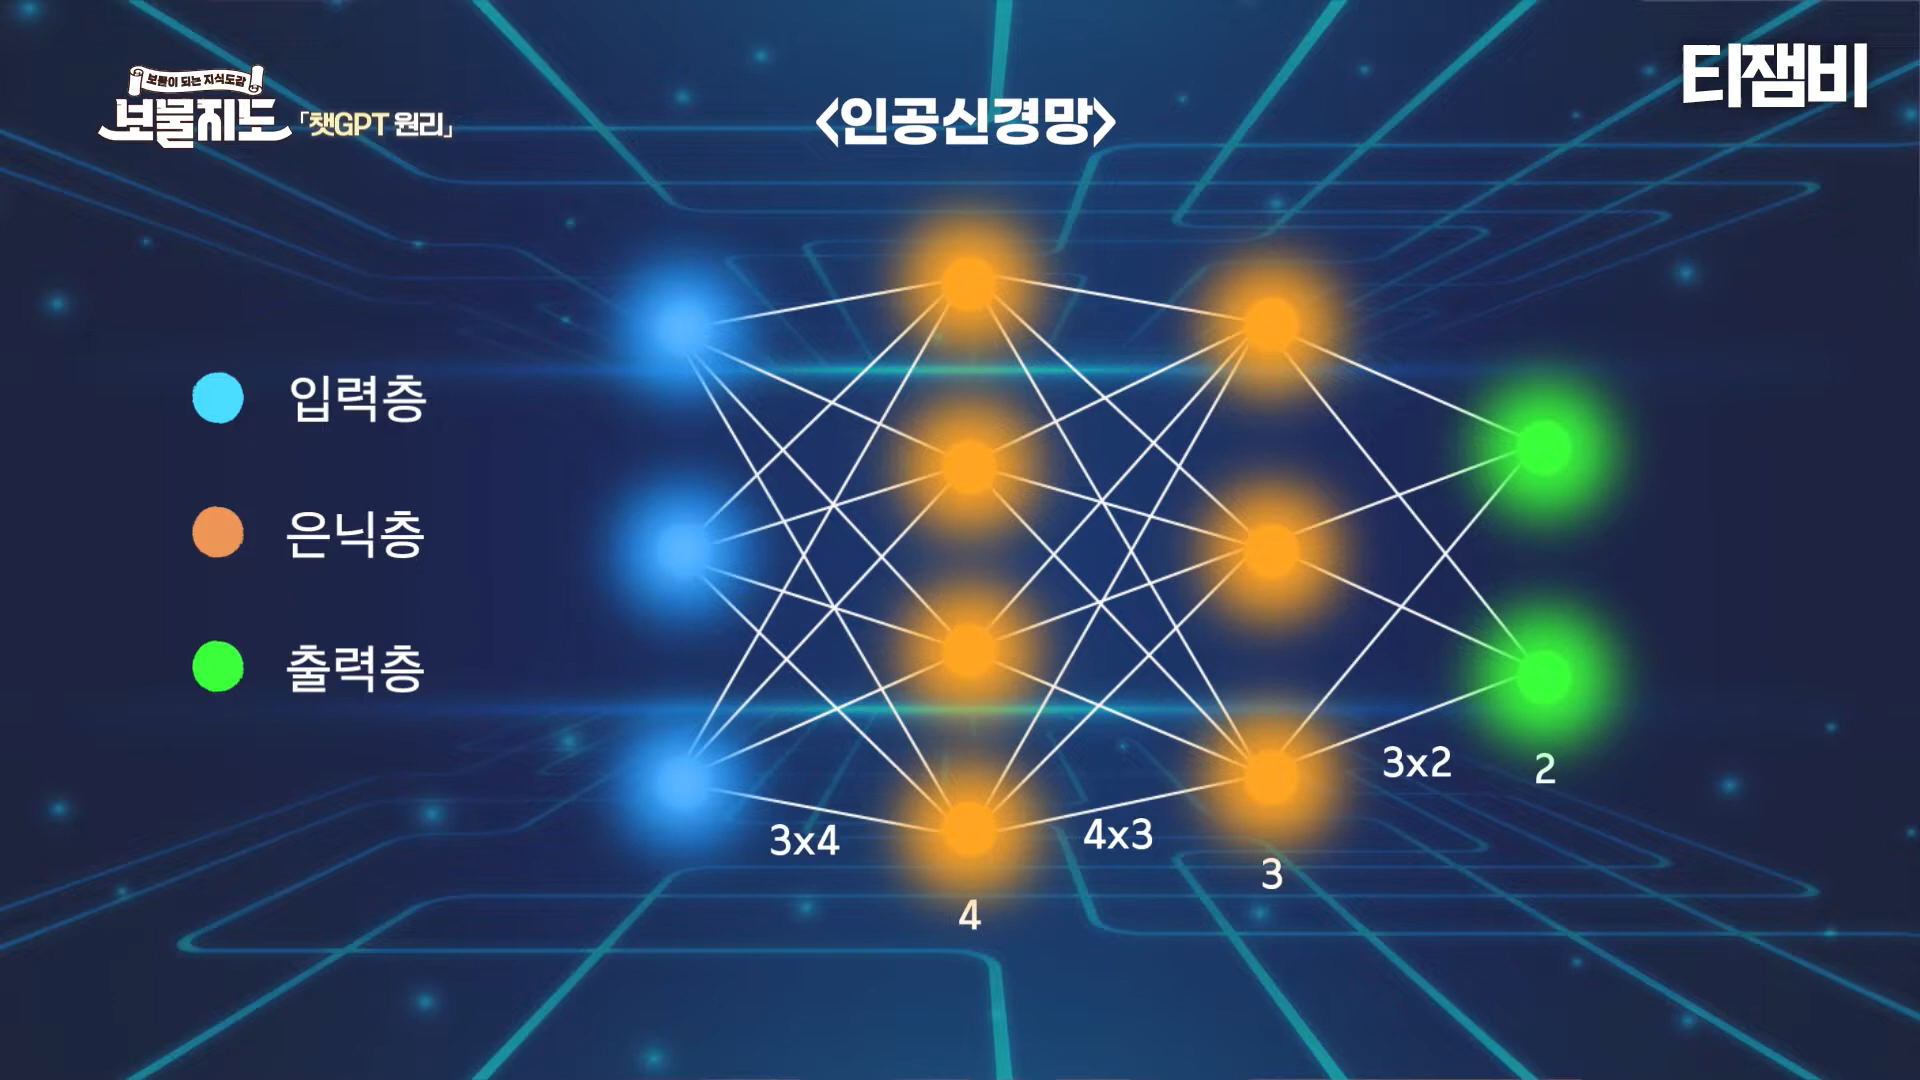 보물이 되는 지식도감
보물지도
「챗GPT 원리」
<인공신경망>
티잼비
입력층
은닉층
출력층
3x4
4
4x3
3
3x2
2